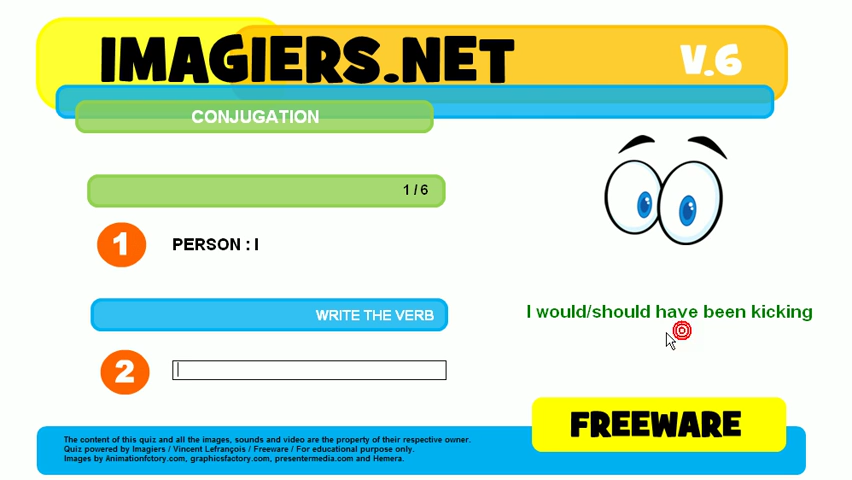 IMAGIERS.NET
V.6
CONJUGATION
1 / 6
1
PERSON : I
WRITE THE VERB
I would/should have been kicking
2
FREEWARE
The content of this quiz and all the images, sounds and video are the property of their respective owner.
Quiz powered by Imagiers / Vincent Lefrançois / Freeware / For educational purpose only.
Images by Animationfctory.com, graphicsfactory.com, presentermedia.com and Hemera.